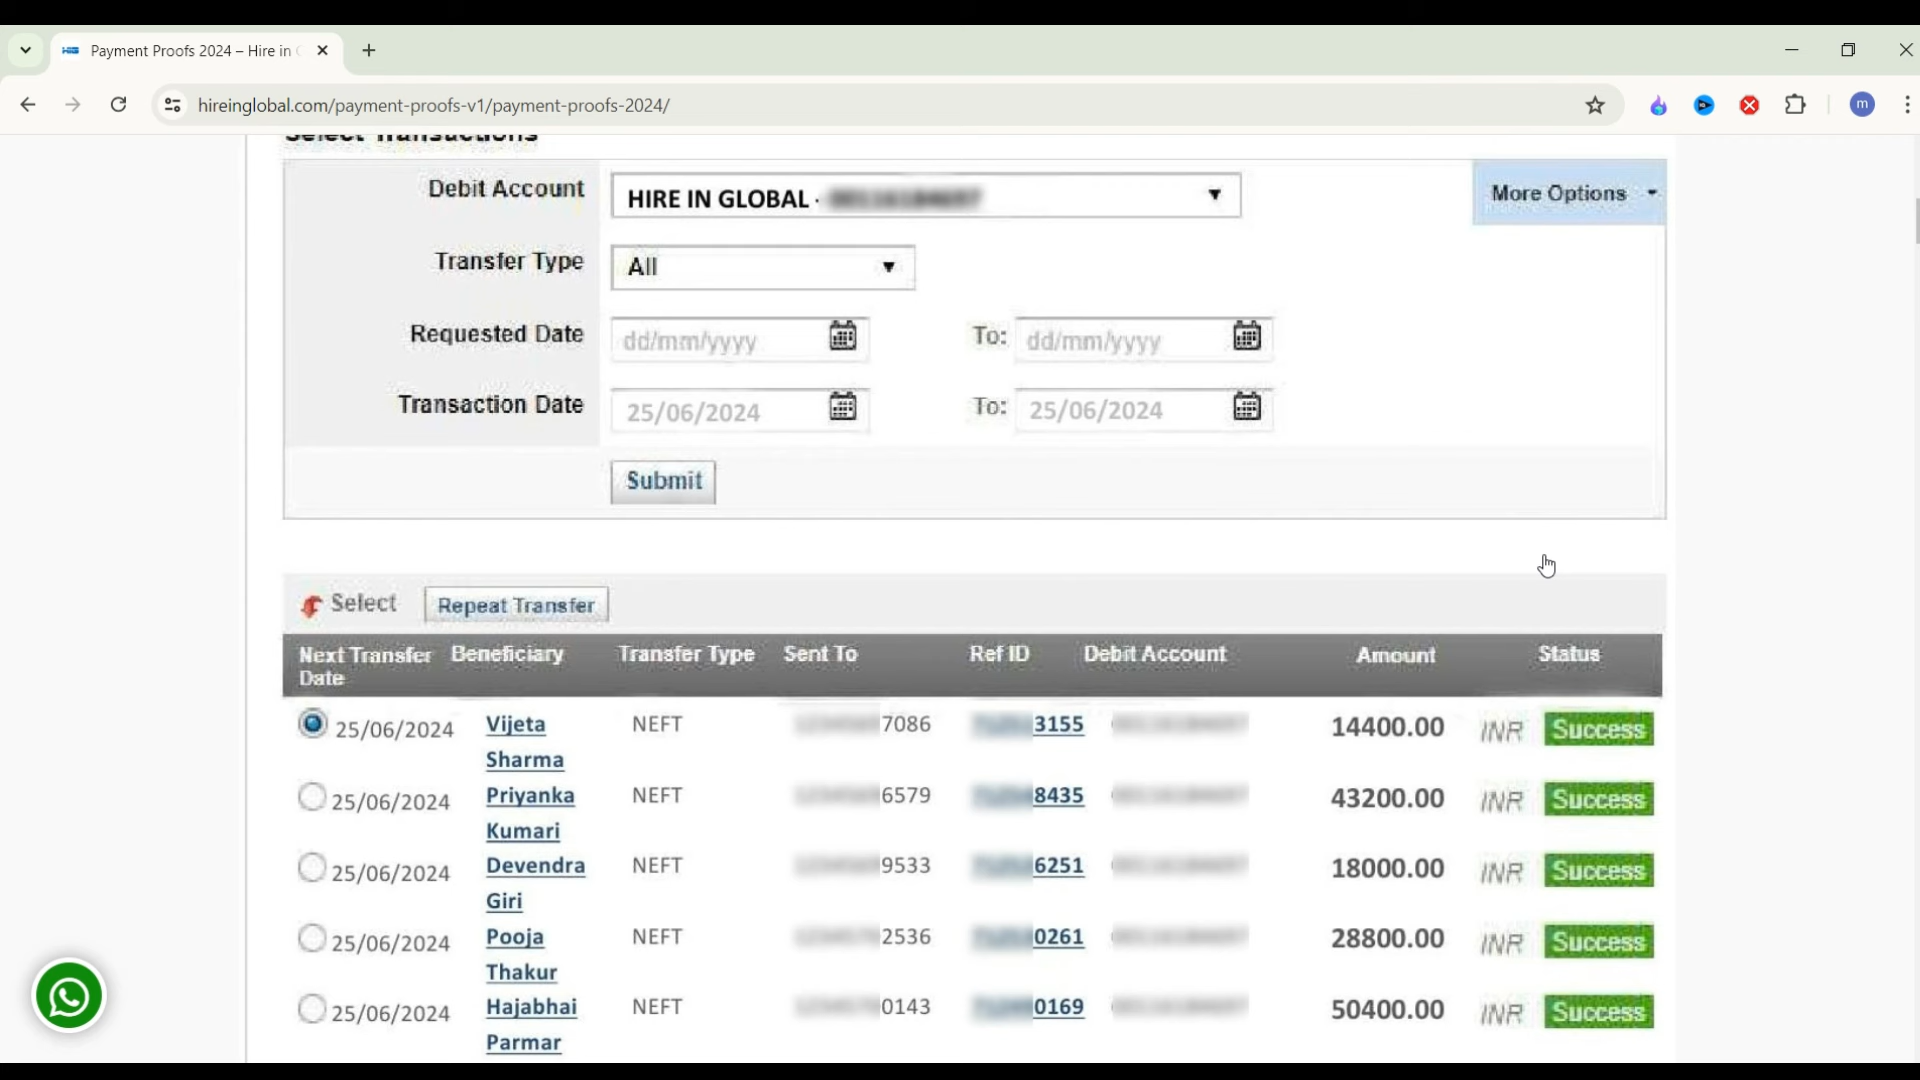 Payment Proofs 2024 – Hire in
hireinglobal.com/payment-proofs-v1/payment-proofs-2024/
m
Select Transactions
Debit Account HIRE IN GLOBAL - More Options
Transfer Type All
Requested Date dd/mm/yyyy To: dd/mm/yyyy
Transaction Date 25/06/2024 To: 25/06/2024
Submit
Select Repeat Transfer
Next Transfer Beneficiary Transfer Type Sent To Ref ID Debit Account Amount Status
Date
25/06/2024 Vijeta NEFT 7086 3155 14400.00 INR Success
Sharma
25/06/2024 Priyanka NEFT 6579 8435 43200.00 INR Success
Kumari
25/06/2024 Devendra NEFT 9533 6251 18000.00 INR Success
Giri
25/06/2024 Pooja NEFT 2536 0261 28800.00 INR Success
Thakur
25/06/2024 Hajabhai NEFT 0143 0169 50400.00 INR Success
Parmar